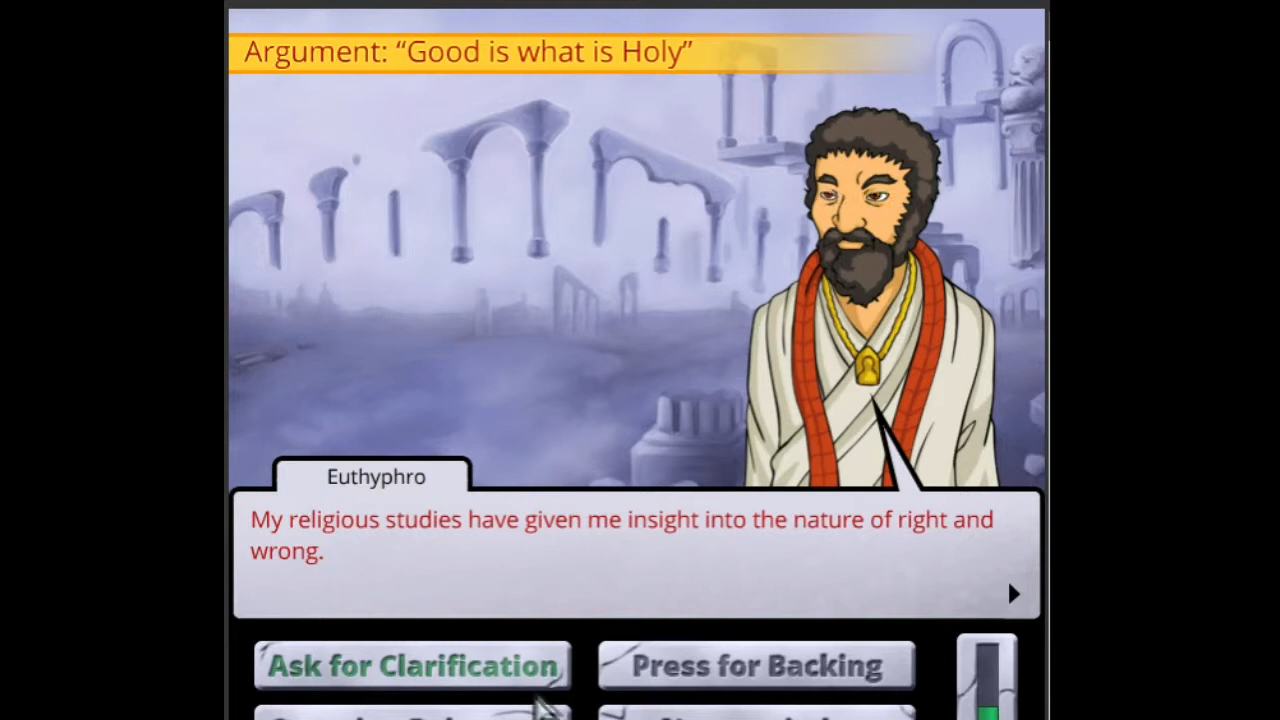 Argument: “Good is what is Holy”
Euthyphro
My religious studies have given me insight into the nature of right and
wrong.
Ask for Clarification
Press for Backing